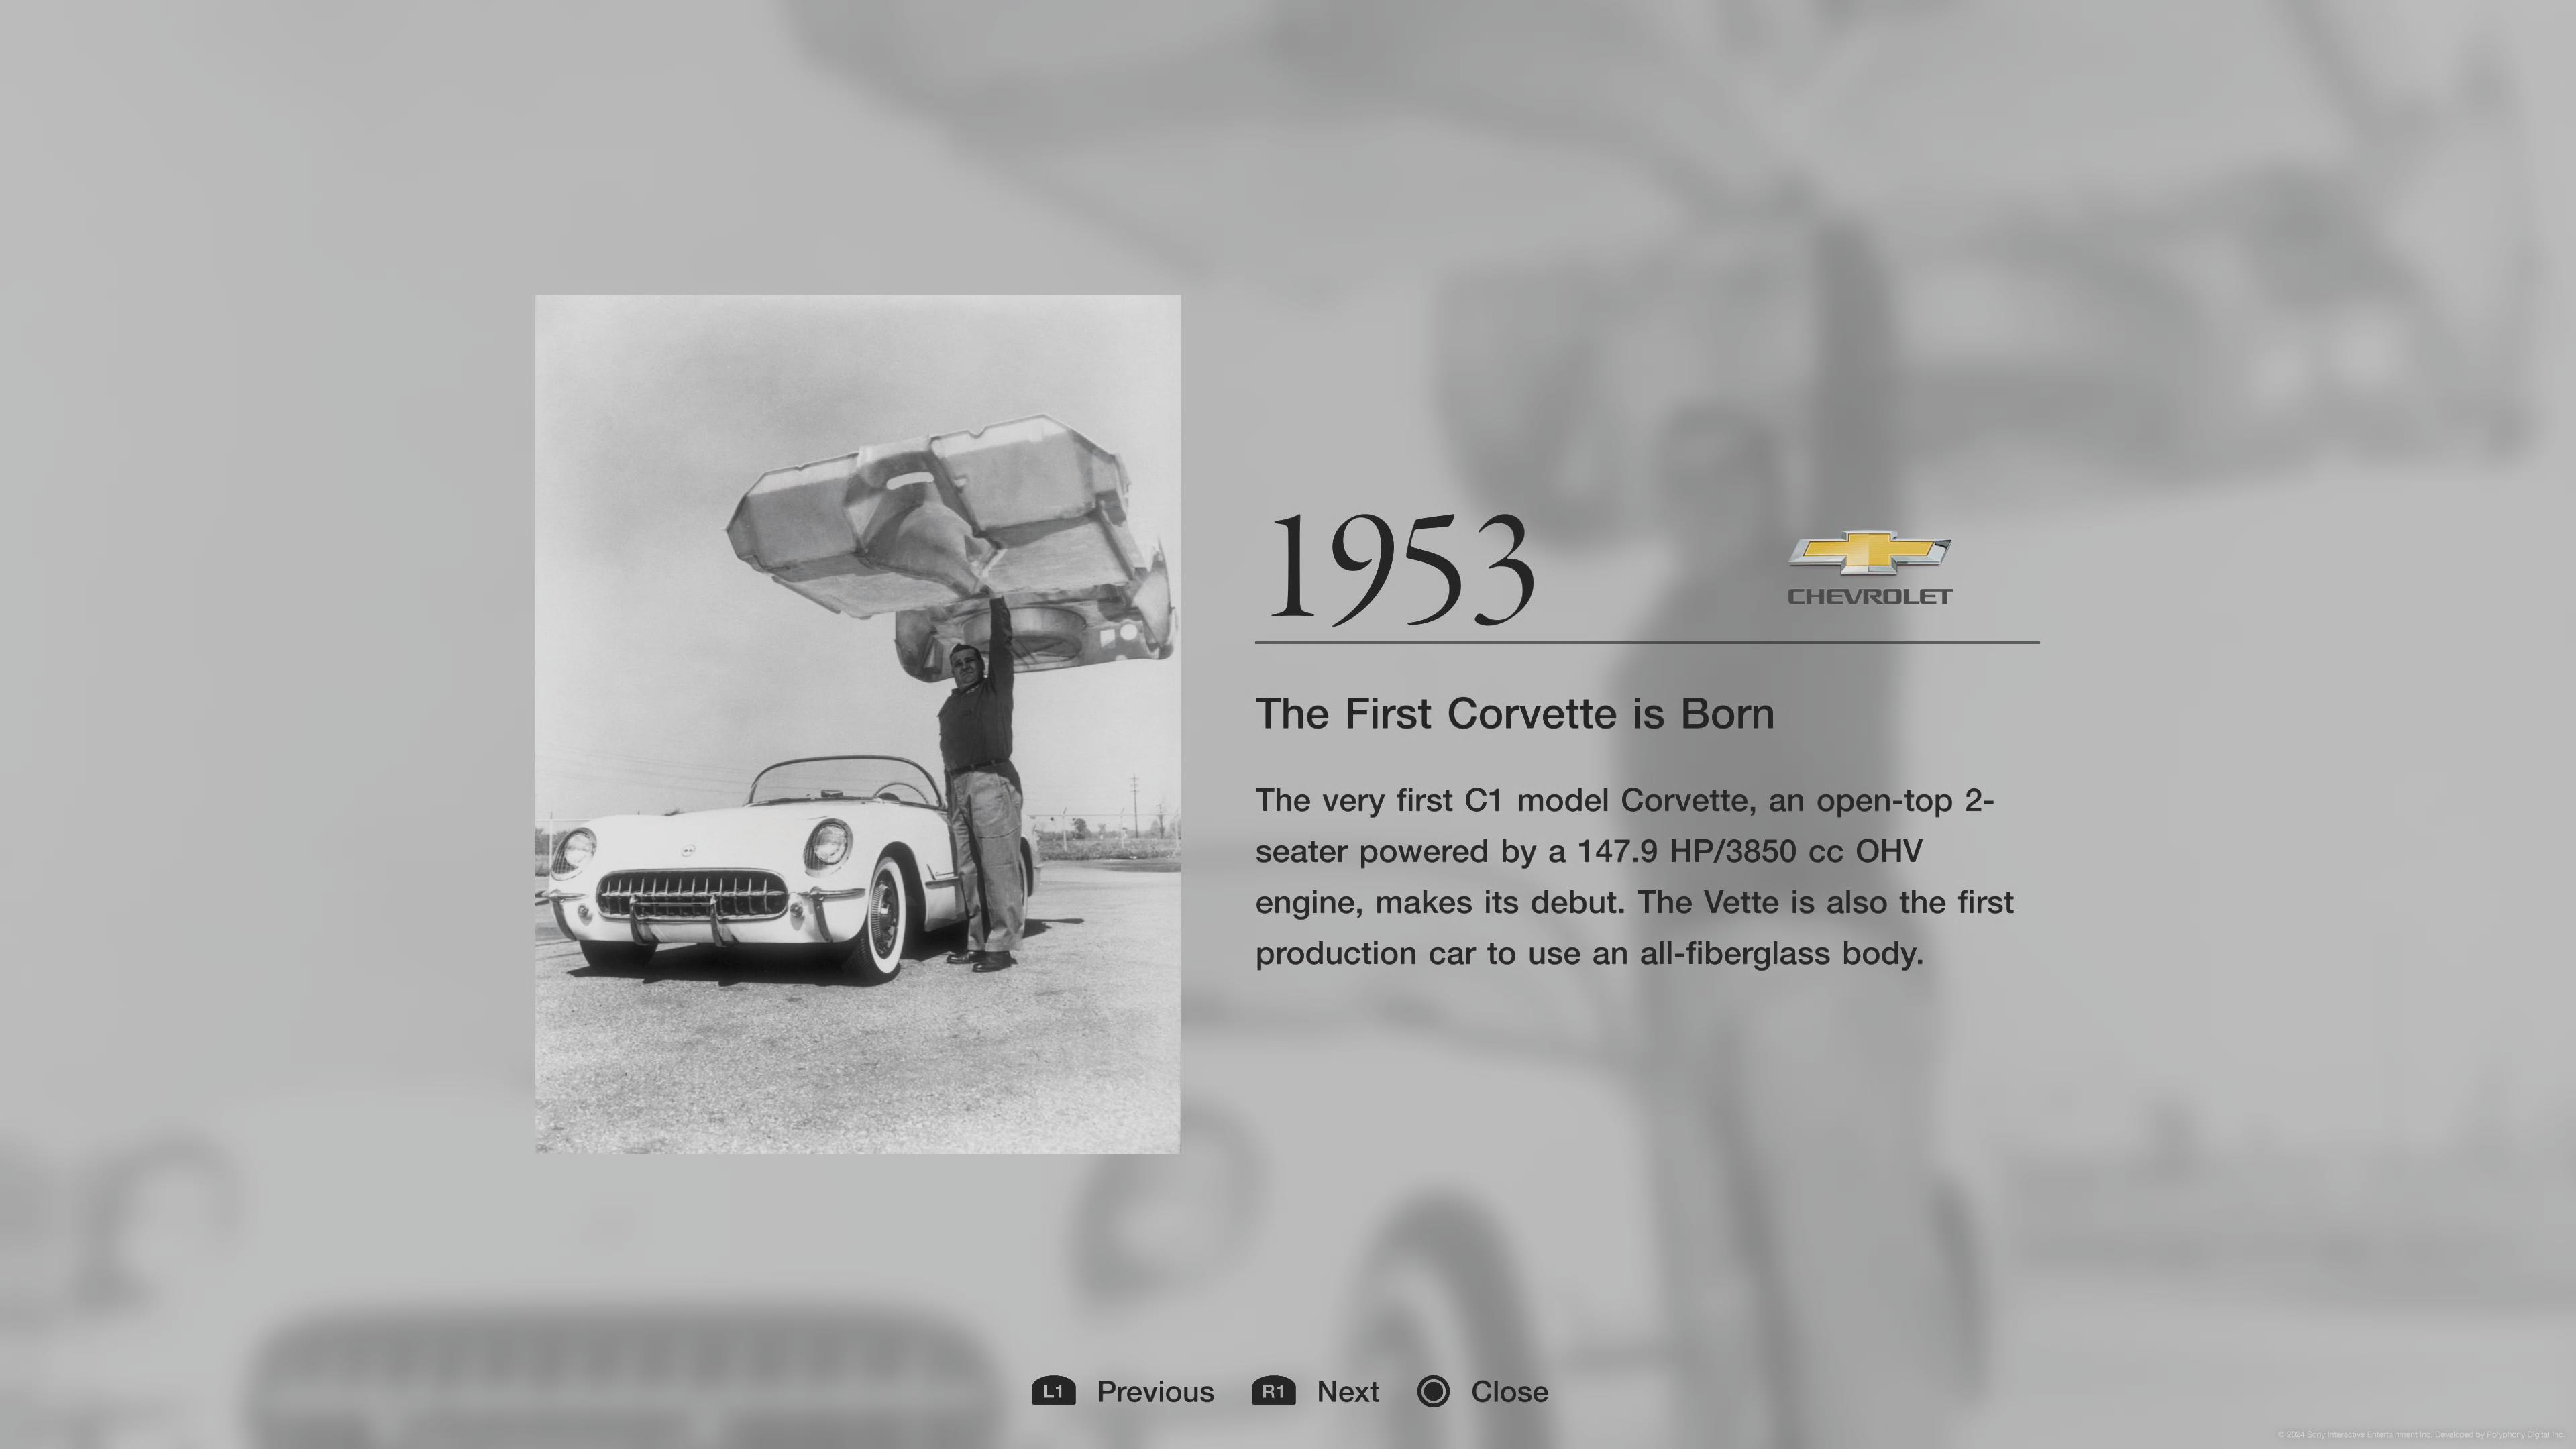 1953
CHEVROLET
The First Corvette is Born
The very first C1 model Corvette, an open-top 2-
seater powered by a 147.9 HP/3850 cc OHV
engine, makes its debut. The Vette is also the first
production car to use an all-fiberglass body.
L1 Previous R1 Next Close
© 2024 Sony Interactive Entertainment Inc. Developed by Polyphony Digital Inc.